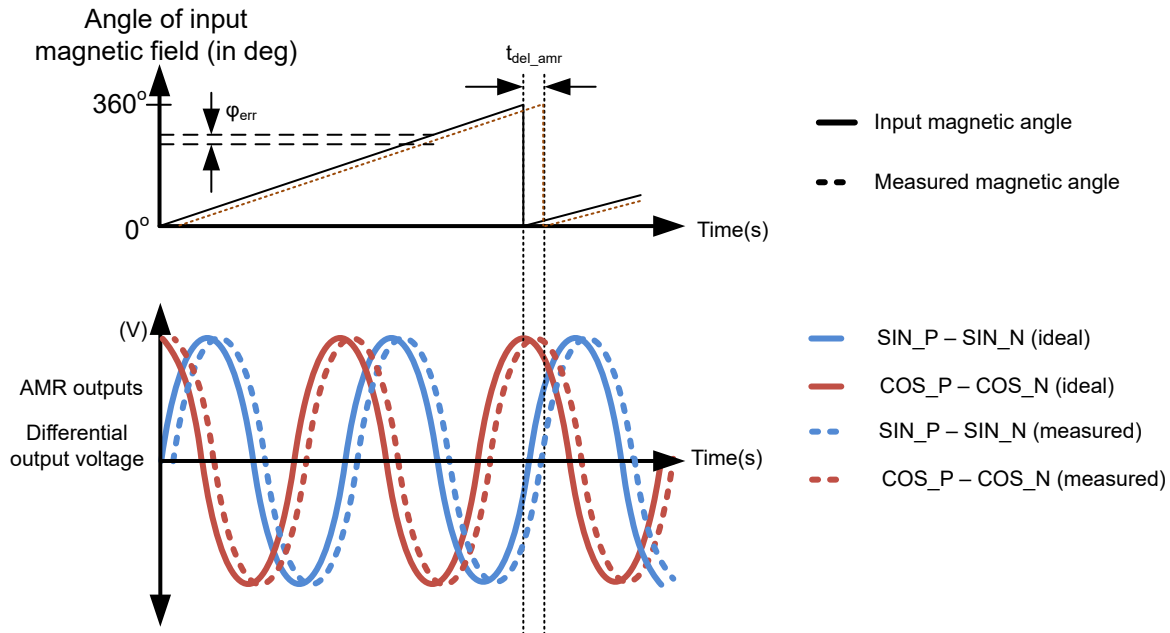 Angle of input
magnetic field (in deg)
t_del_amr
360°
φ_err
0°
Time(s)
Input magnetic angle
Measured magnetic angle
(V)
AMR outputs
Differential
output voltage
Time(s)
SIN_P – SIN_N (ideal)
COS_P – COS_N (ideal)
SIN_P – SIN_N (measured)
COS_P – COS_N (measured)